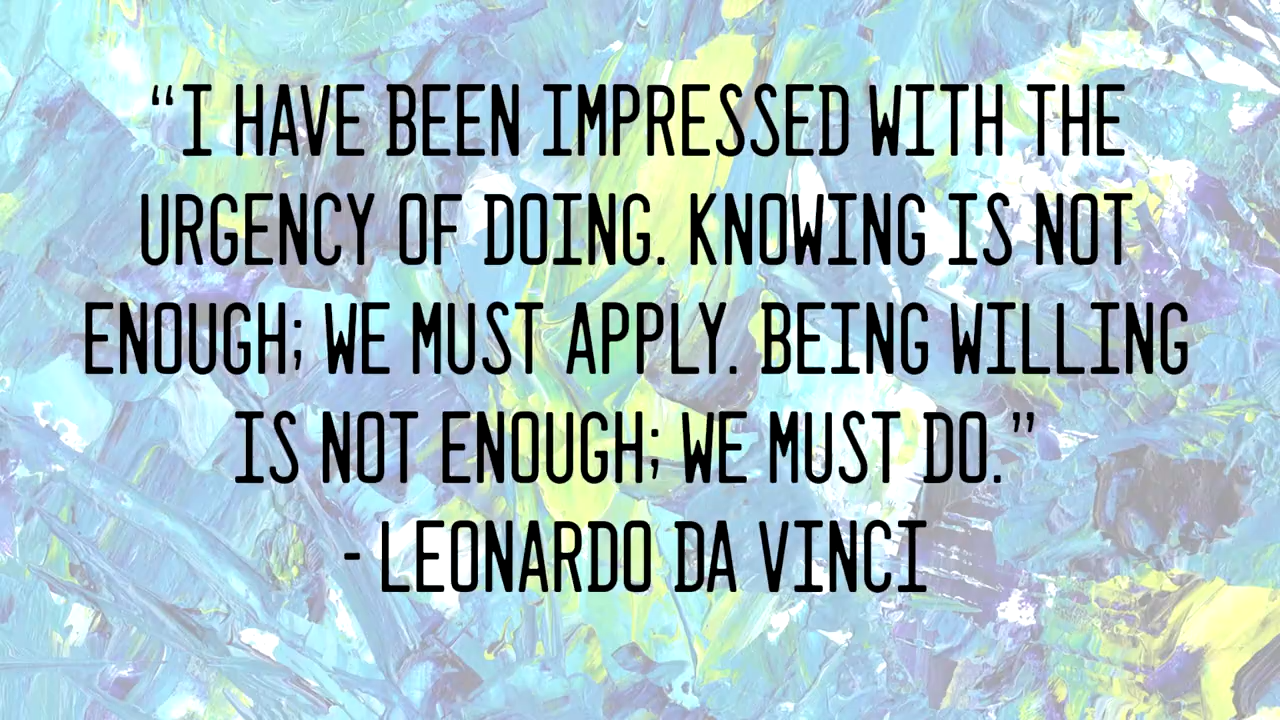 “I HAVE BEEN IMPRESSED WITH THE
URGENCY OF DOING. KNOWING IS NOT
ENOUGH; WE MUST APPLY. BEING WILLING
IS NOT ENOUGH; WE MUST DO.”
- LEONARDO DA VINCI